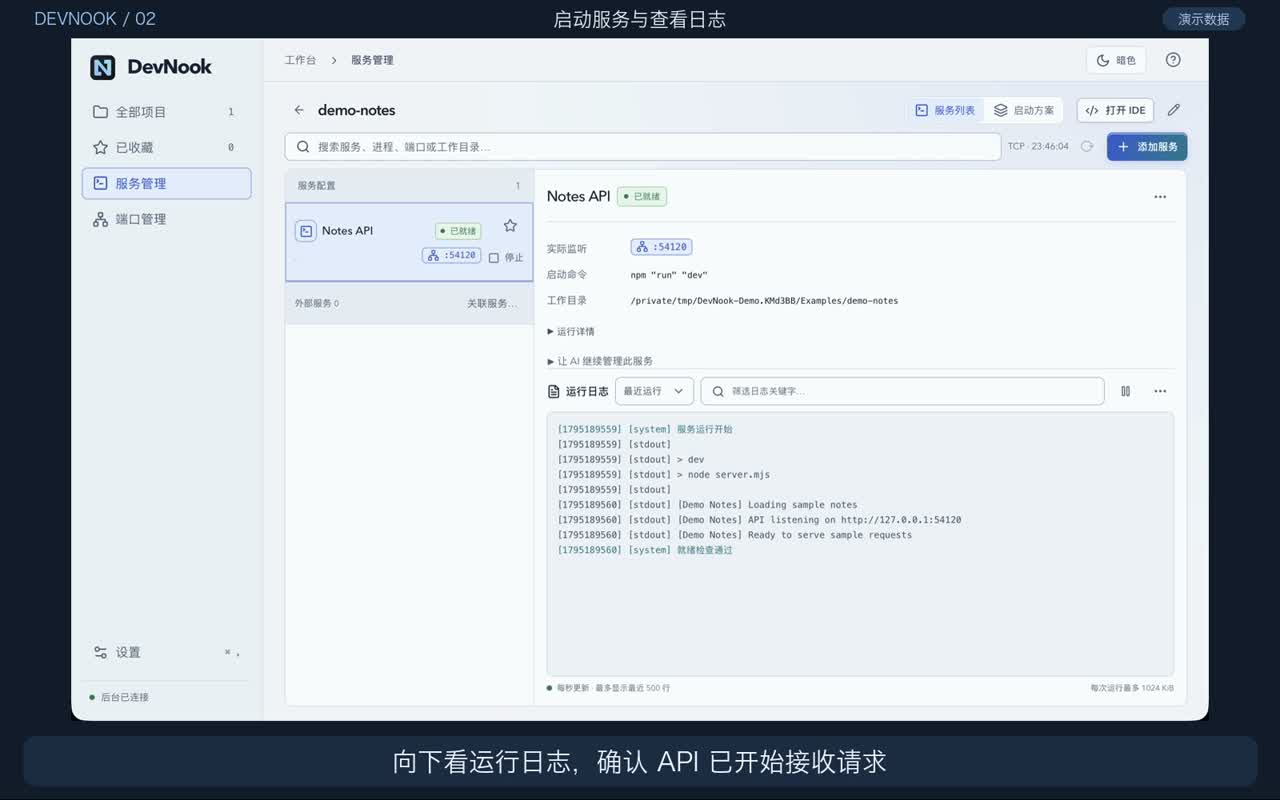 DEVNOOK / 02
启动服务与查看日志
演示数据
DevNook
工作台 > 服务管理
暗色
全部项目 1
已收藏 0
服务管理
端口管理
demo-notes
服务列表
启动方案
打开 IDE
搜索服务、进程、端口或工作目录...
TCP · 23:46:04
添加服务
服务配置 1
Notes API
已就绪
:54120
停止
外部服务 0
关联服务...
Notes API
已就绪
实际监听 :54120
启动命令 npm "run" "dev"
工作目录 /private/tmp/DevNook-Demo.KMd3BB/Examples/demo-notes
运行详情
让 AI 继续管理此服务
运行日志
最近运行
筛选日志关键字...
[1795189559] [system] 服务运行开始
[1795189559] [stdout]
[1795189559] [stdout] > dev
[1795189559] [stdout] > node server.mjs
[1795189559] [stdout]
[1795189560] [stdout] [Demo Notes] Loading sample notes
[1795189560] [stdout] [Demo Notes] API listening on http://127.0.0.1:54120
[1795189560] [stdout] [Demo Notes] Ready to serve sample requests
[1795189560] [system] 就绪检查通过
每秒更新 · 最多显示最近 500 行
每次运行最多 1024 KiB
设置 ⌘ ,
后台已连接
向下看运行日志，确认 API 已开始接收请求